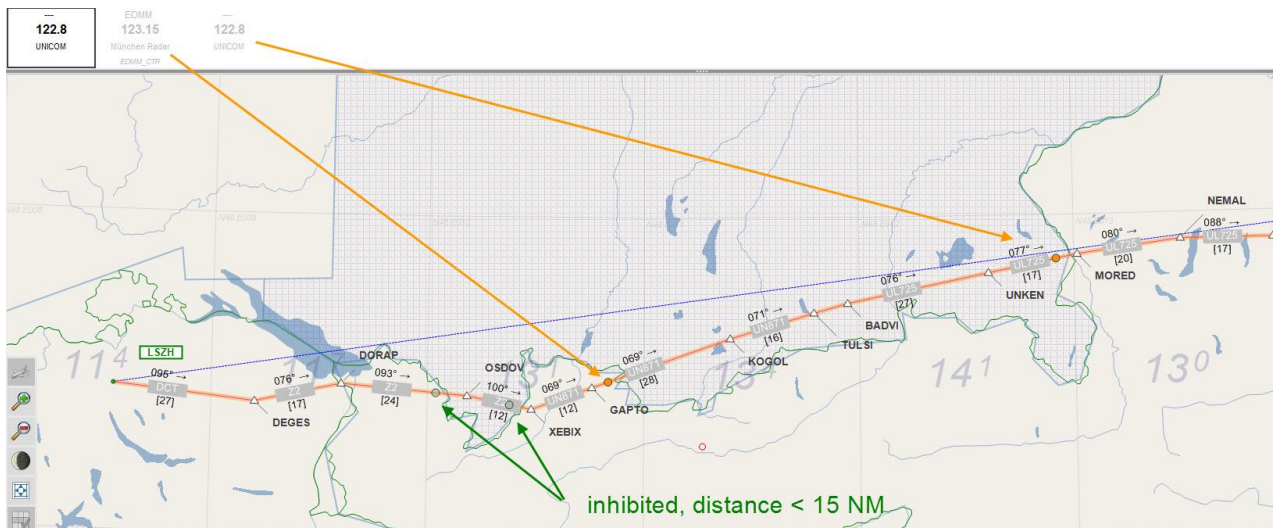 ---
122.8
UNICOM
EDMM
123.15
München Radar
EDMM_CTR
---
122.8
UNICOM
NEMAL
088° →
UL725
[17]
080° →
UL725
[20]
MORED
077° →
UL725
[17]
UNKEN
076° →
UL725
[27]
BADVI
TULSI
071° →
UN871
[16]
KOGOL
069° →
UN871
[28]
GAPTO
069° →
UN871
[12]
XEBIX
OSDOV
100° →
[12]
DORAP
093° →
Z2
[24]
076° →
Z2
[17]
DEGES
LSZH
095° →
DCT
[27]
11⁴
14¹
13⁰
inhibited, distance < 15 NM